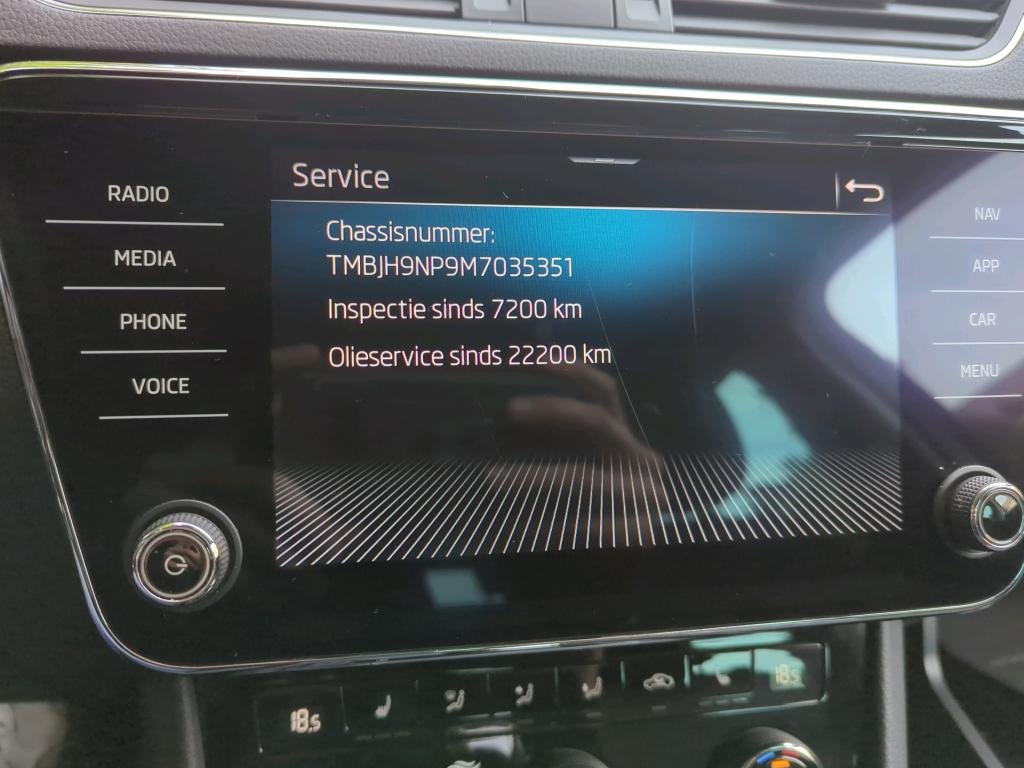 Service
RADIO
MEDIA
PHONE
VOICE
Chassisnummer:
TMBJH9NP9M7035351
Inspectie sinds 7200 km
Olieservice sinds 22200 km
NAV
APP
CAR
MENU
18.5
18.5